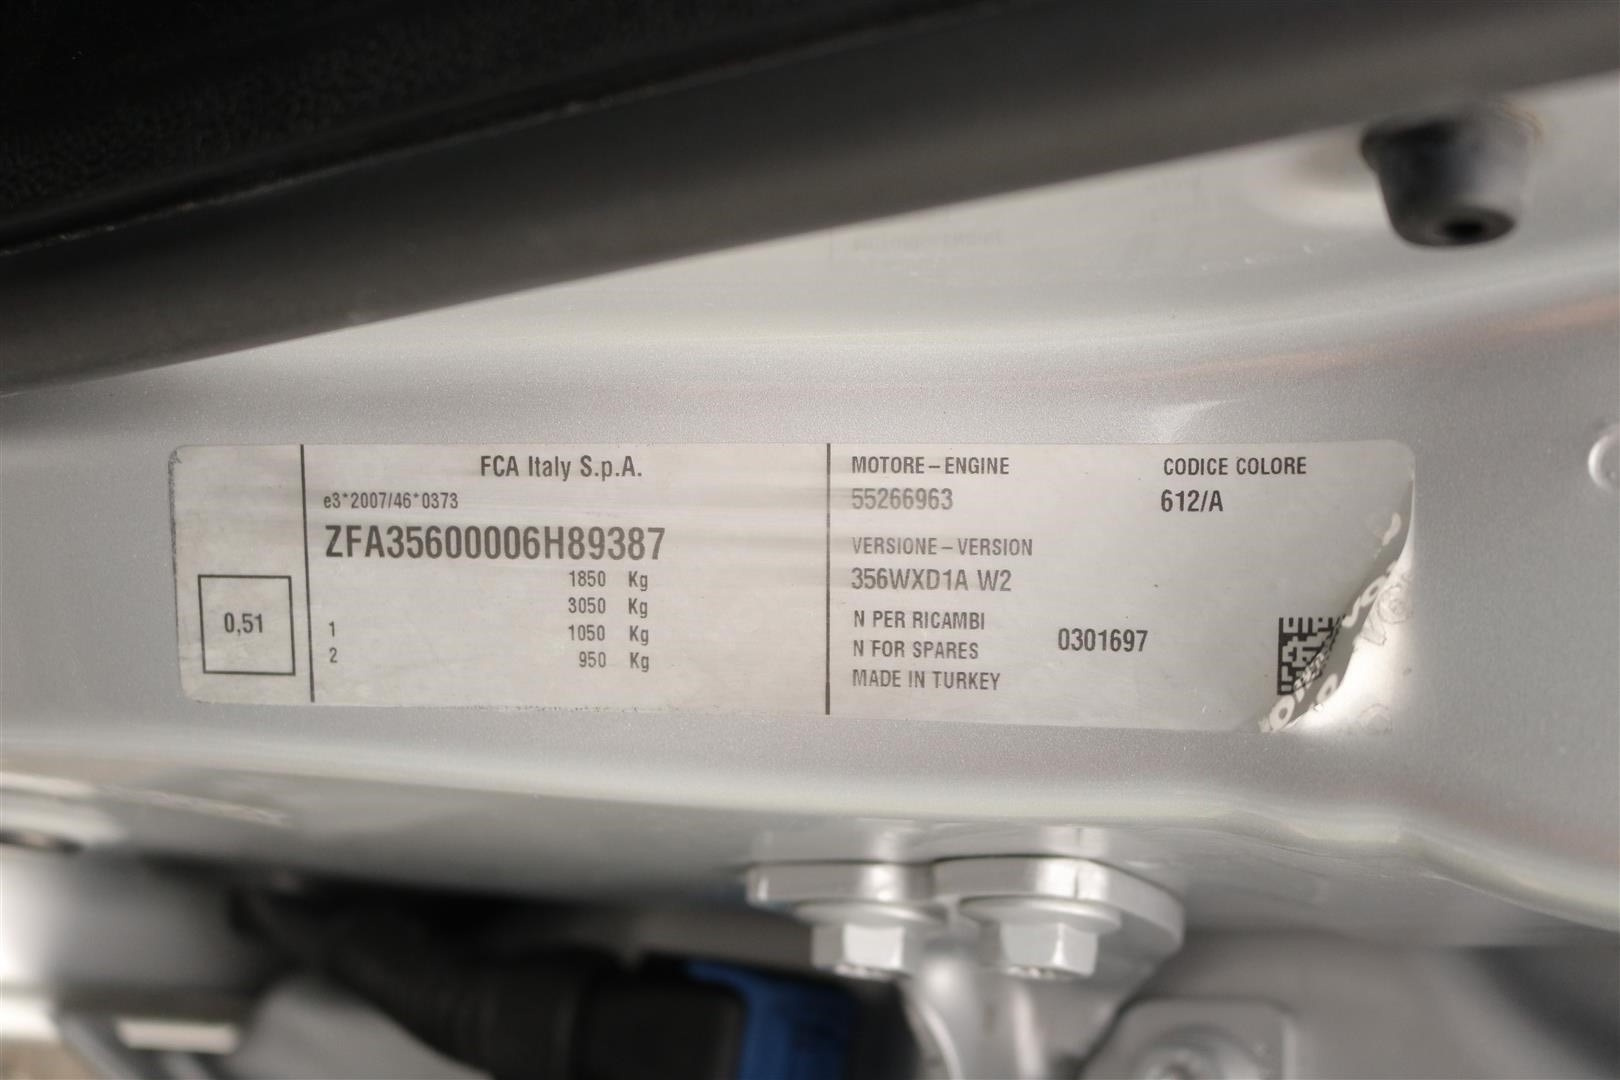 FCA Italy S.p.A.
e3*2007/46*0373
ZFA35600006H89387
1850 Kg
3050 Kg
1 1050 Kg
2 950 Kg
0,51
MOTORE-ENGINE
55266963
CODICE COLORE
612/A
VERSIONE-VERSION
356WXD1A W2
N PER RICAMBI
N FOR SPARES
0301697
MADE IN TURKEY